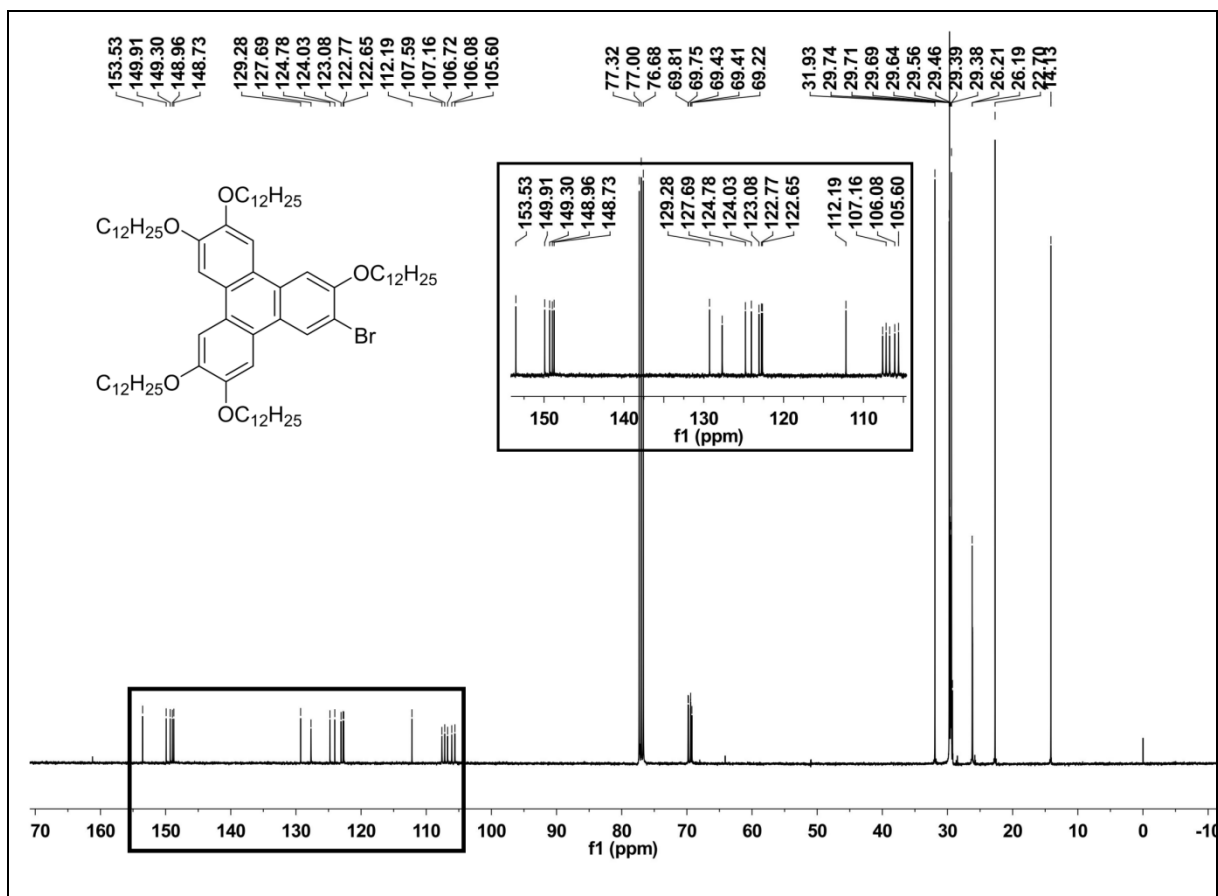 153.53 149.91 149.30 148.96 148.73 129.28 127.69 124.78 124.03 123.08 122.77 122.65 112.19 107.59 107.16 106.72 106.08 105.60 77.32 77.00 76.68 69.81 69.75 69.43 69.41 69.22 31.93 29.74 29.71 29.69 29.64 29.56 29.46 29.39 29.38 26.21 26.19 22.70 14.13
153.53 149.91 149.30 148.96 148.73 129.28 127.69 124.78 124.03 123.08 122.77 122.65 112.19 107.16 106.08 105.60
OC12H25
C12H25O
OC12H25
Br
C12H25O
OC12H25
150 140 130 120 110
f1 (ppm)
70 160 150 140 130 120 110 100 90 80 70 60 50 40 30 20 10 0 -10
f1 (ppm)